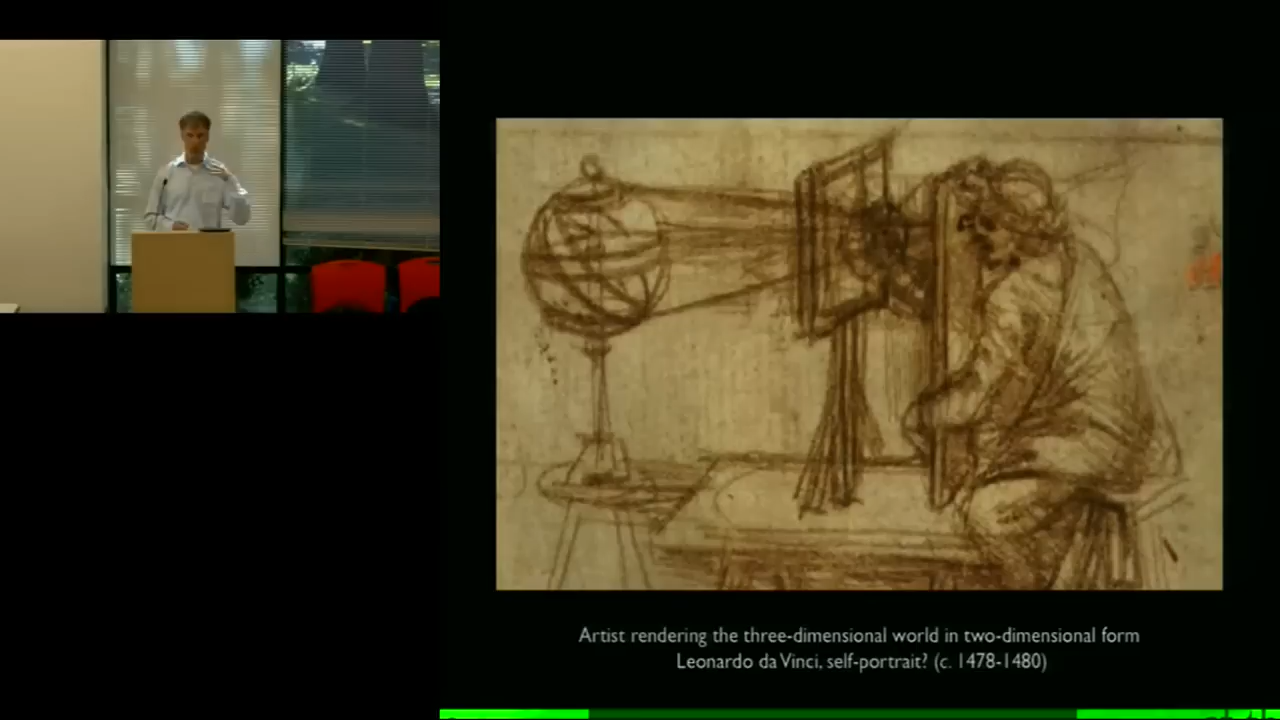 Artist rendering the three-dimensional world in two-dimensional form
Leonardo da Vinci, self-portrait? (c. 1478-1480)